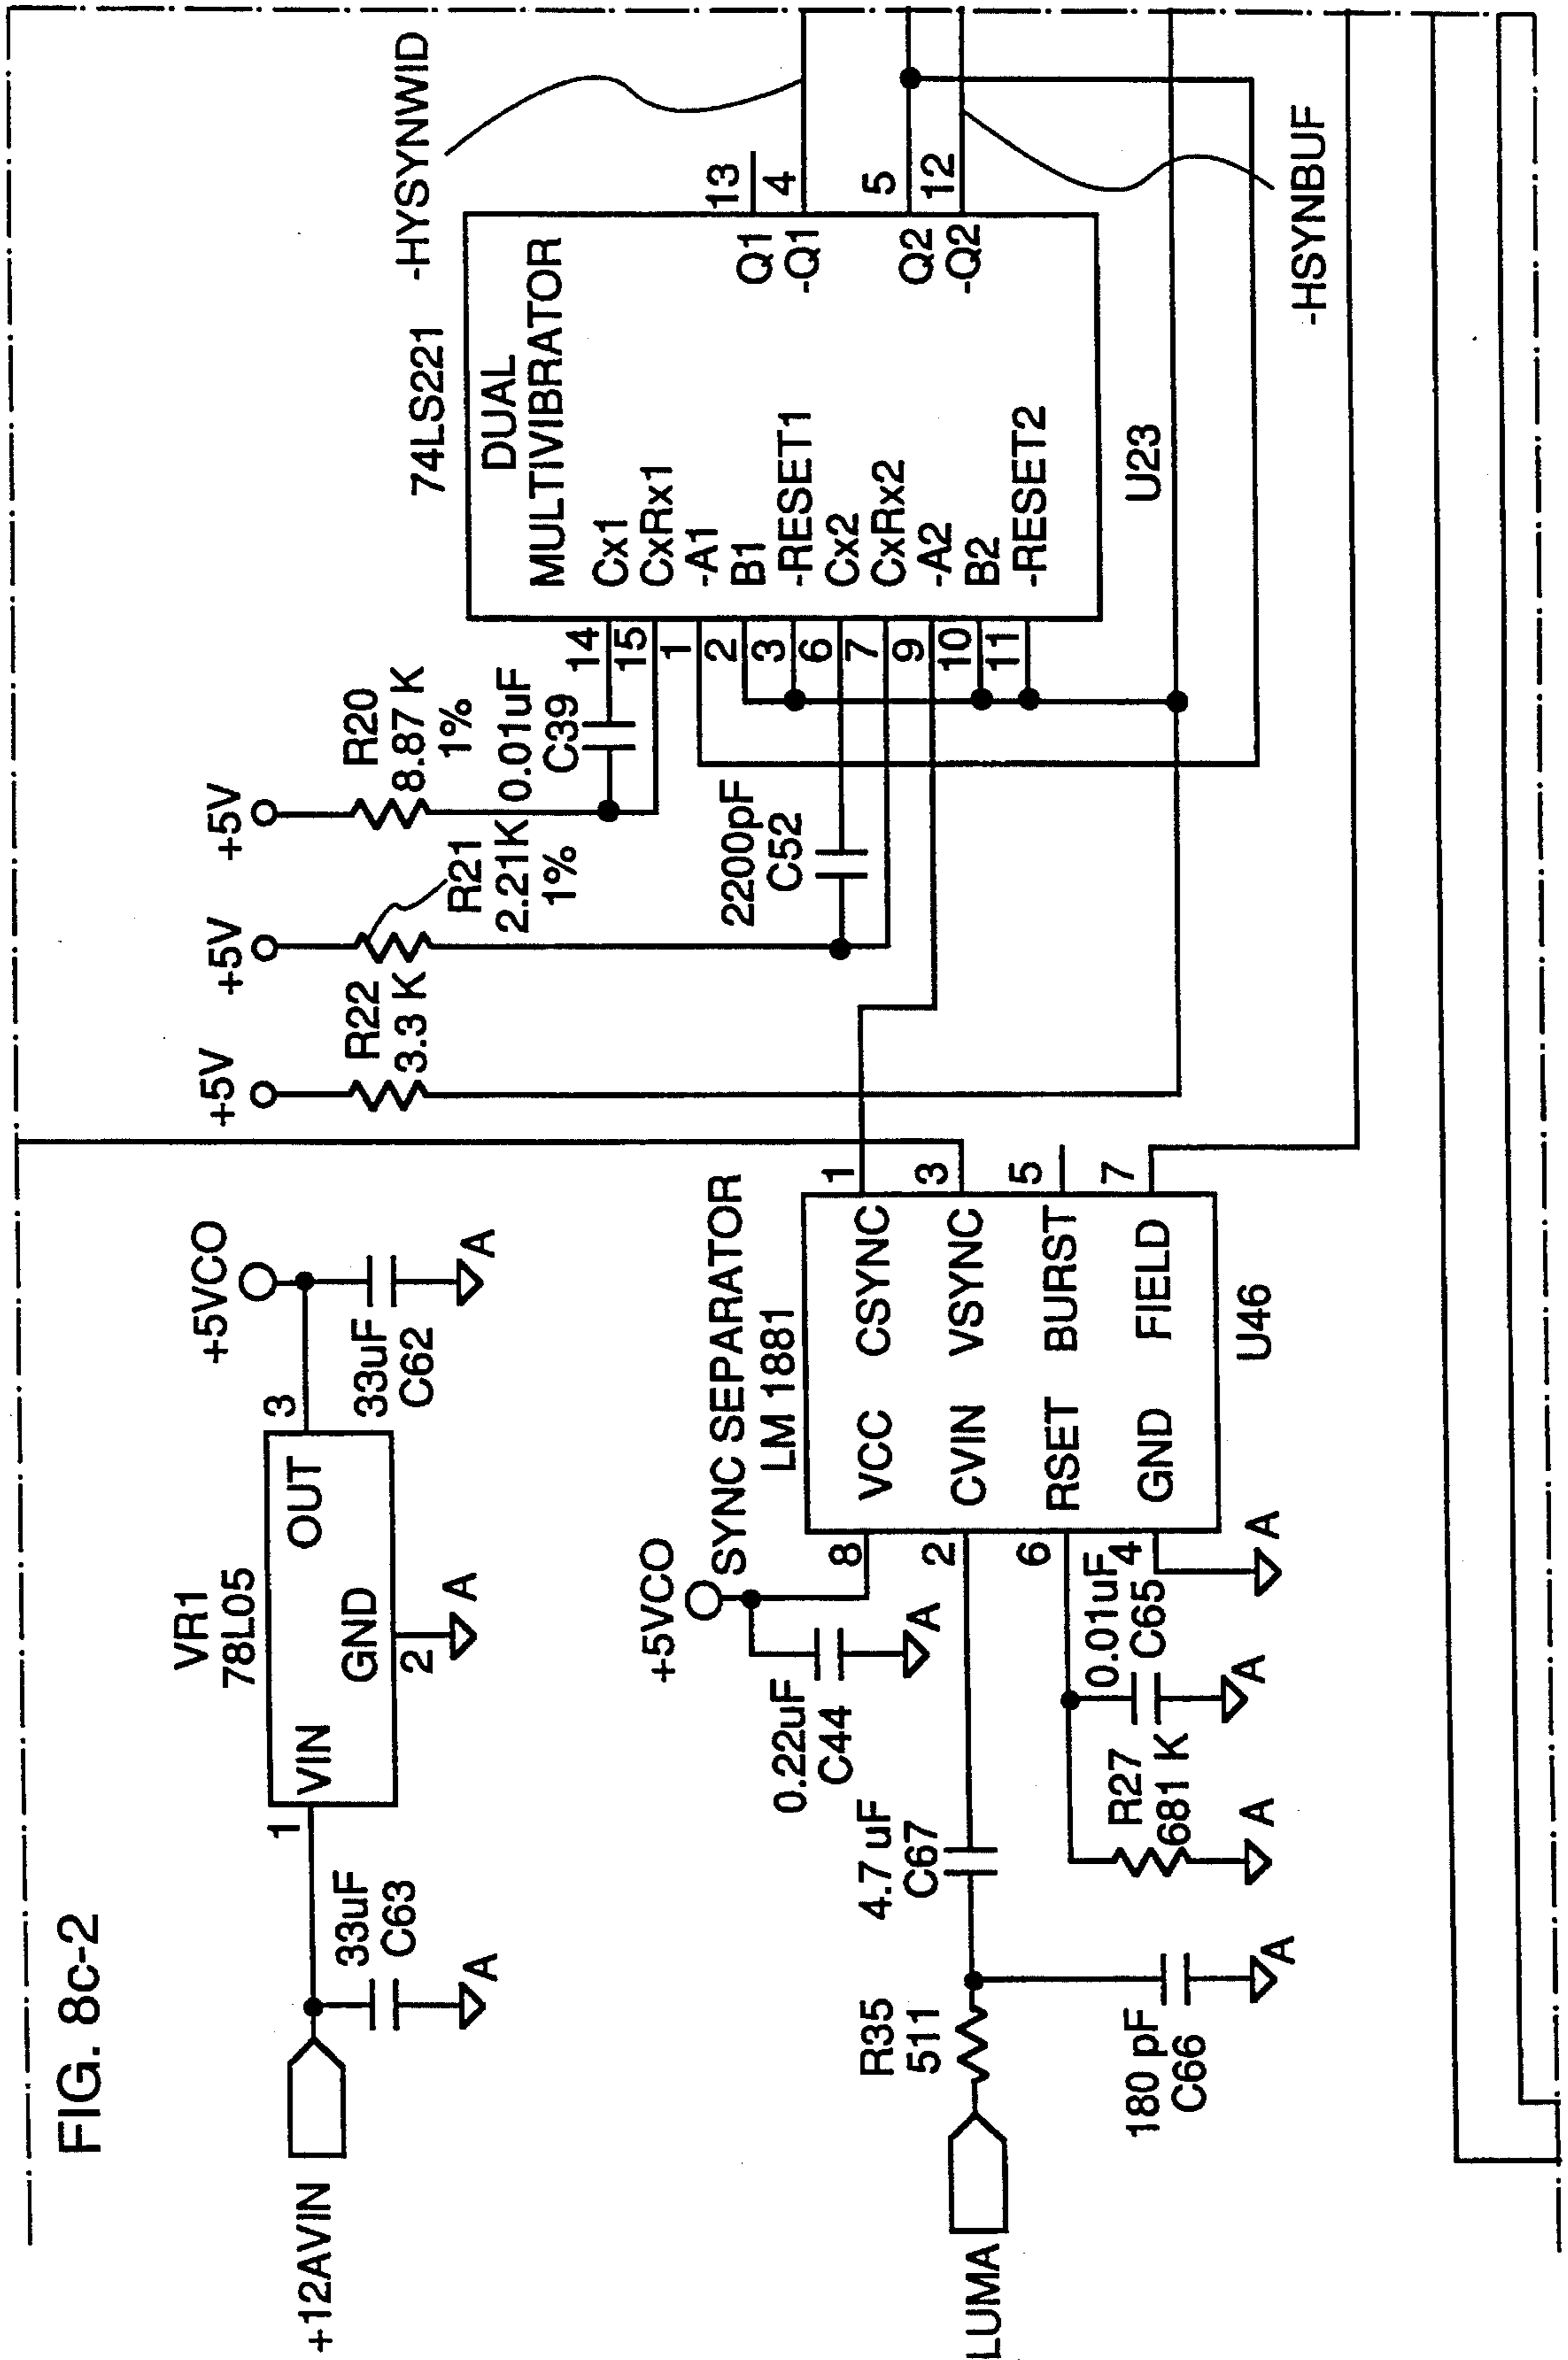 FIG. 8c-2
+12AVIN
33uF
C63
A
VR1
78L05
1
VIN
OUT
GND
2
A
3
+5VCO
33uF
C62
A
LUMA
R35
511
180 pF
C66
A
4.7 uF
C67
R27
681 K
A
0.01uF
C65
A
0.22uF
C44
A
+5VCO
SYNC SEPARATOR
LM 1881
8
VCC
CSYNC
1
2
CVIN
VSYNC
3
6
RSET
BURST
5
4
GND
FIELD
7
A
U46
+5V
R22
3.3 K
+5V
R21
2.21K
1%
+5V
R20
8.87 K
1%
0.01uF
C39
2200pF
C52
74LS221
DUAL
MULTIVIBRATOR
14
Cx1
15
CxRx1
1
-A1
2
B1
3
-RESET1
6
Cx2
7
CxRx2
9
-A2
10
B2
11
-RESET2
Q1
13
-Q1
4
Q2
5
-Q2
12
U23
-HYSYNWID
-HSYNBUF